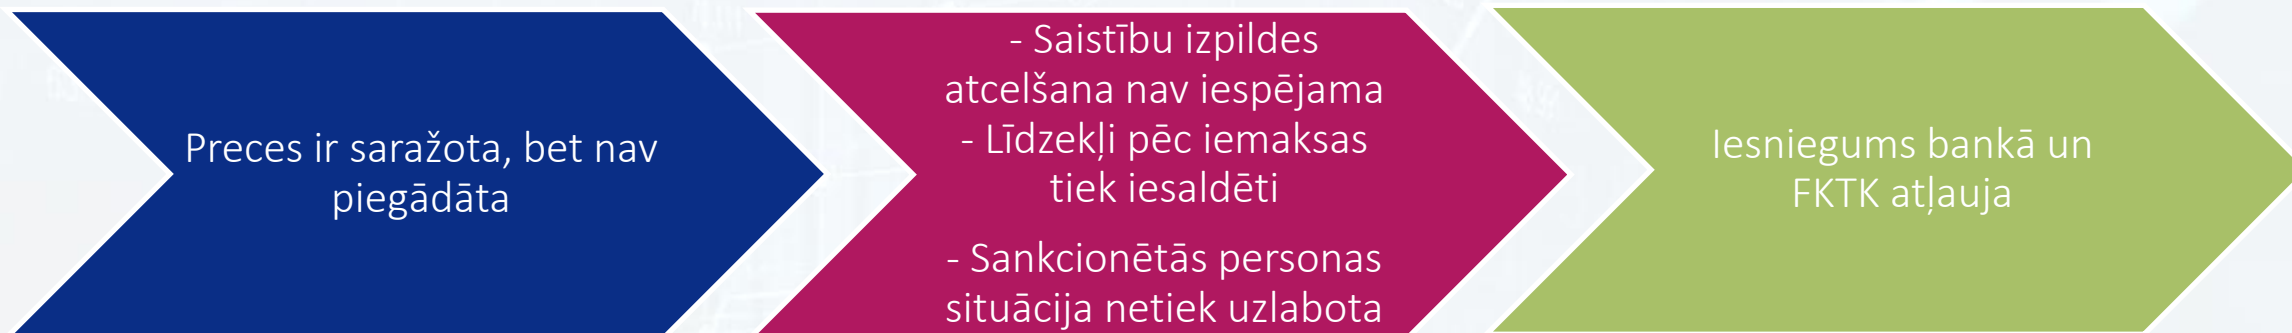 Preces ir saražota, bet nav
piegādāta
- Saistību izpildes
atcelšana nav iespējama
- Līdzekļi pēc iemaksas
tiek iesaldēti
- Sankcionētās personas
situācija netiek uzlabota
Iesniegums bankā un
FKTK atļauja